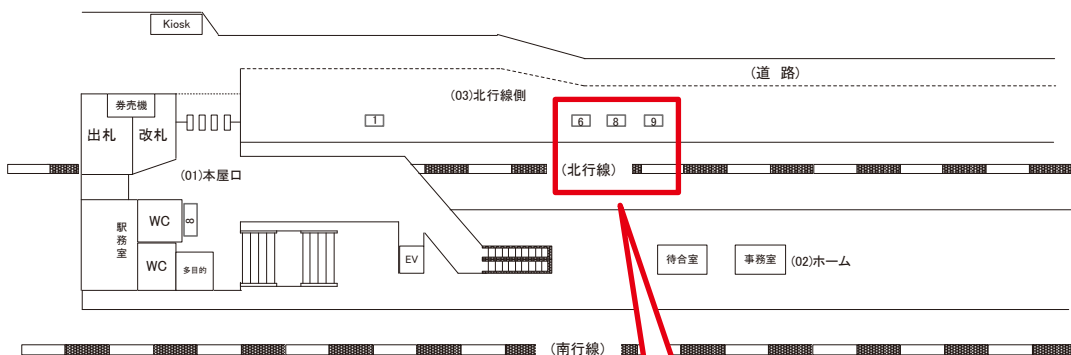 Kiosk
(道 路)
(03)北行線側
券売機
出札
改札
1
6
8
9
(01)本屋口
(北行線)
駅務室
WC
8
WC
多目的
EV
待合室
事務室
(02)ホーム
(南行線)